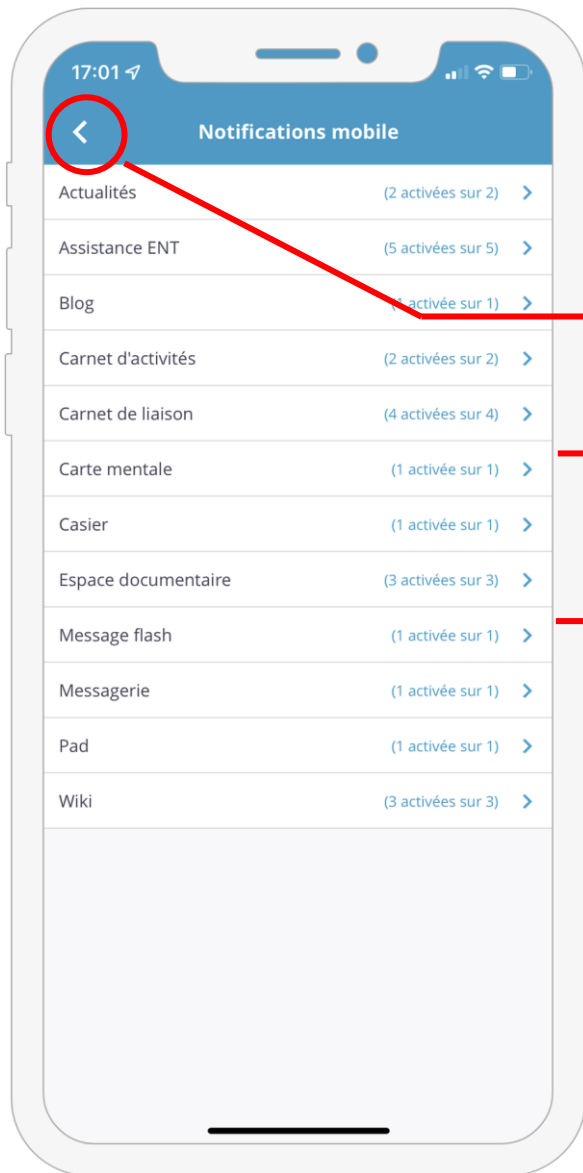 17:01
Notifications mobile
Actualités (2 activées sur 2)
Assistance ENT (5 activées sur 5)
Blog (1 activée sur 1)
Carnet d'activités (2 activées sur 2)
Carnet de liaison (4 activées sur 4)
Carte mentale (1 activée sur 1)
Casier (1 activée sur 1)
Espace documentaire (3 activées sur 3)
Message flash (1 activée sur 1)
Messagerie (1 activée sur 1)
Pad (1 activée sur 1)
Wiki (3 activées sur 3)